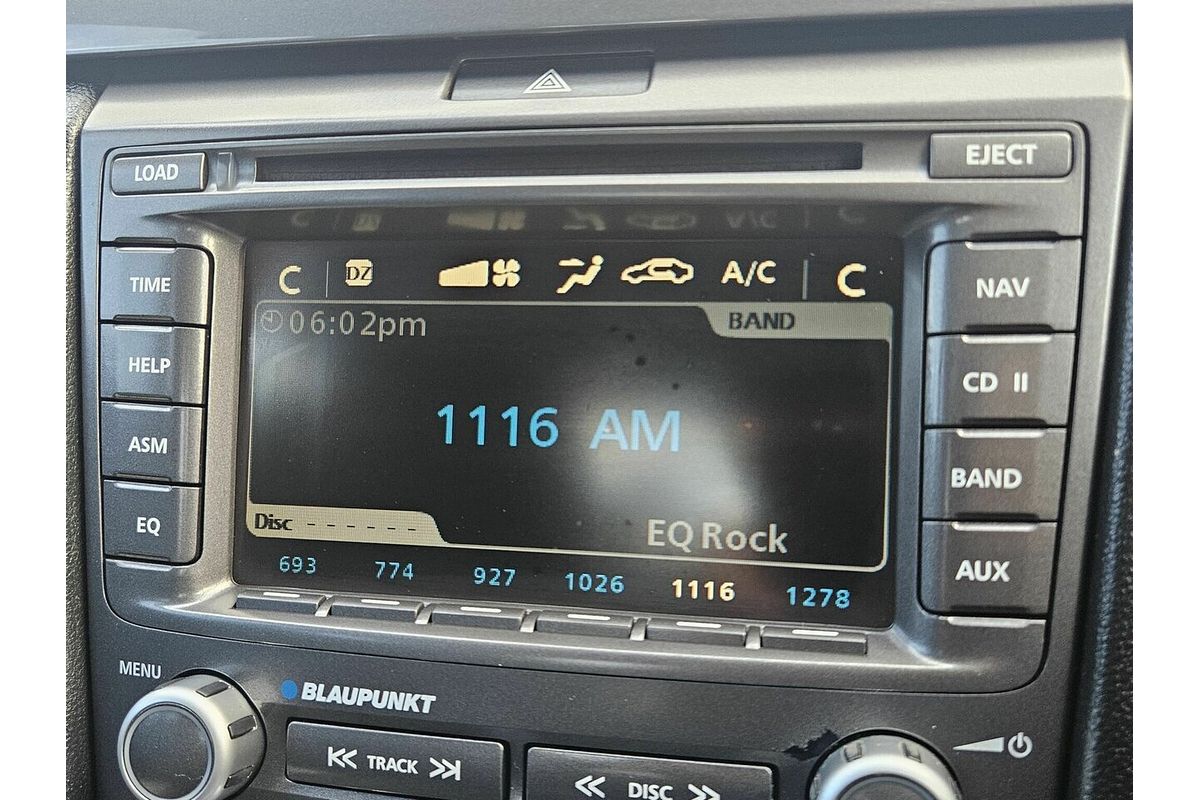 LOAD
EJECT
TIME
HELP
ASM
EQ
C DZ A/C C
06:02pm BAND
1116 AM
Disc - - - - - -
EQ Rock
693 774 927 1026 1116 1278
NAV
CD II
BAND
AUX
MENU
BLAUPUNKT
TRACK
DISC